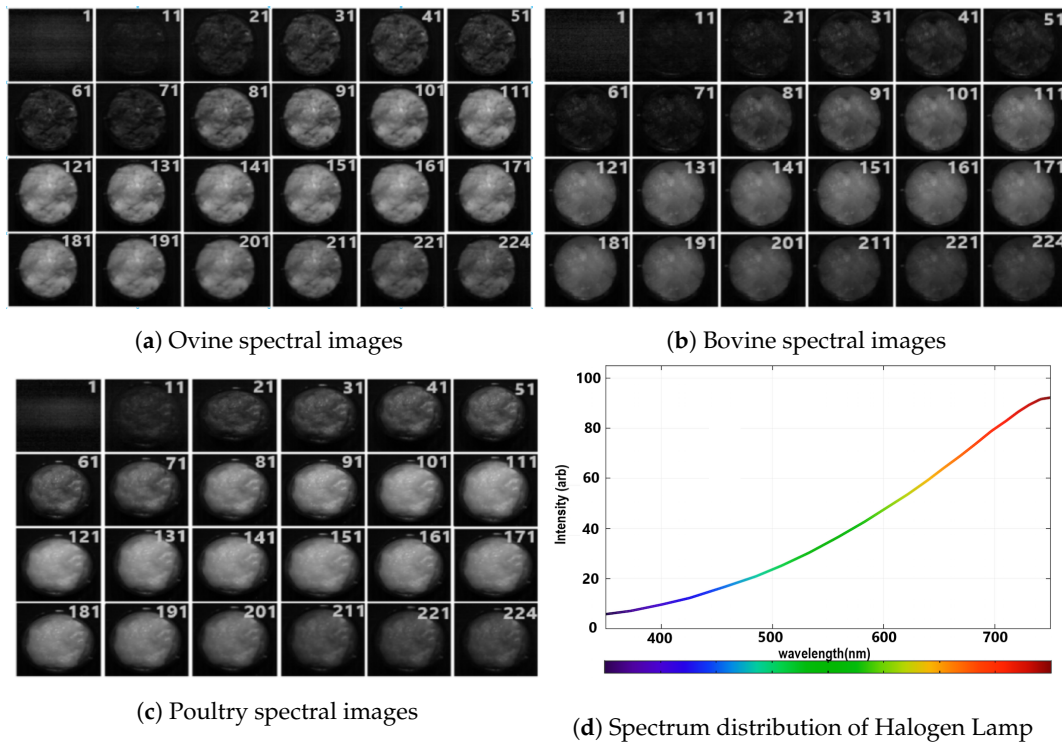 1 11 21 31 41 51
61 71 81 91 101 111
121 131 141 151 161 171
181 191 201 211 221 224
(a) Ovine spectral images
1 11 21 31 41 51
61 71 81 91 101 111
121 131 141 151 161 171
181 191 201 211 221 224
(b) Bovine spectral images
1 11 21 31 41 51
61 71 81 91 101 111
121 131 141 151 161 171
181 191 201 211 221 224
(c) Poultry spectral images
100
80
60
40
20
0
Intensity (arb)
400 500 600 700
wavelength(nm)
(d) Spectrum distribution of Halogen Lamp